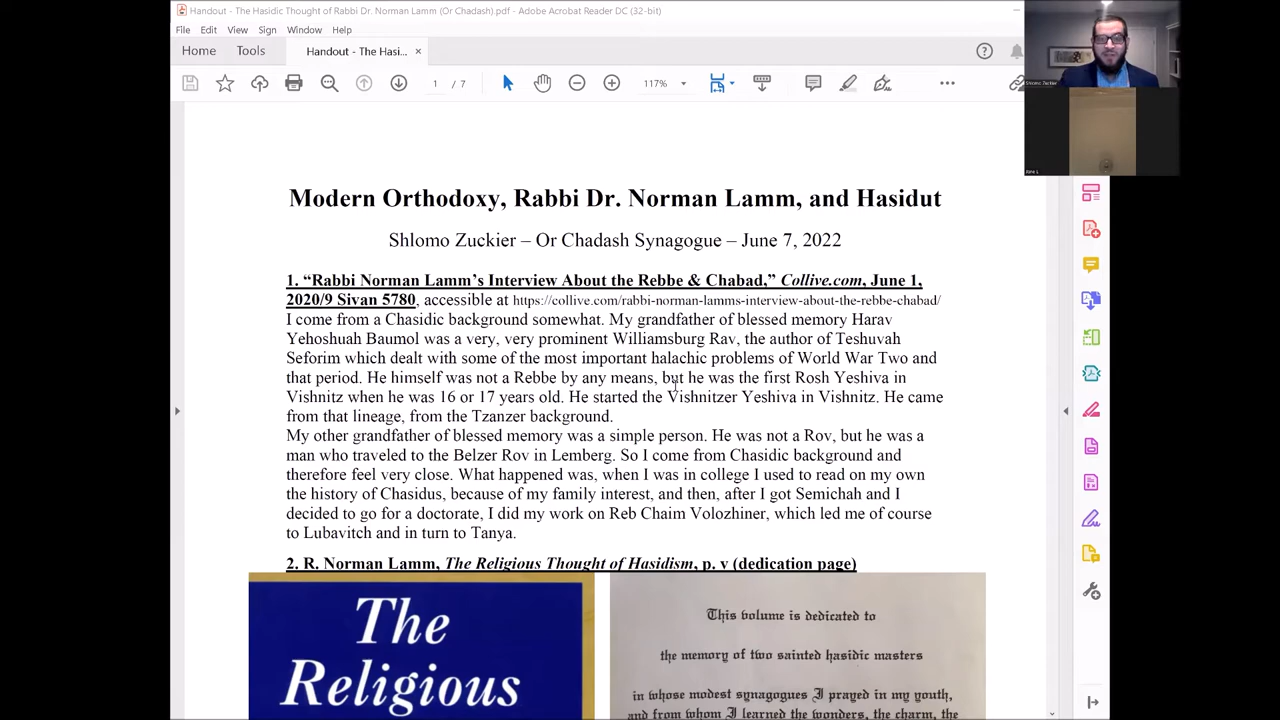 Handout - The Hasidic Thought of Rabbi Dr. Norman Lamm (Or Chadash).pdf - Adobe Acrobat Reader DC (32-bit)
File Edit View Sign Window Help
Home Tools Handout - The Hasi... ×
1 / 7 117%
Shlomo Zuckier
Modern Orthodoxy, Rabbi Dr. Norman Lamm, and Hasidut
Shlomo Zuckier – Or Chadash Synagogue – June 7, 2022
1. “Rabbi Norman Lamm’s Interview About the Rebbe & Chabad,” Collive.com, June 1,
2020/9 Sivan 5780, accessible at https://collive.com/rabbi-norman-lamms-interview-about-the-rebbe-chabad/
I come from a Chasidic background somewhat. My grandfather of blessed memory Harav
Yehoshuah Baumol was a very, very prominent Williamsburg Rav, the author of Teshuvah
Seforim which dealt with some of the most important halachic problems of World War Two and
that period. He himself was not a Rebbe by any means, but he was the first Rosh Yeshiva in
Vishnitz when he was 16 or 17 years old. He started the Vishnitzer Yeshiva in Vishnitz. He came
from that lineage, from the Tzanzer background.
My other grandfather of blessed memory was a simple person. He was not a Rov, but he was a
man who traveled to the Belzer Rov in Lemberg. So I come from Chasidic background and
therefore feel very close. What happened was, when I was in college I used to read on my own
the history of Chasidus, because of my family interest, and then, after I got Semichah and I
decided to go for a doctorate, I did my work on Reb Chaim Volozhiner, which led me of course
to Lubavitch and in turn to Tanya.
2. R. Norman Lamm, The Religious Thought of Hasidism, p. v (dedication page)
The
Religious
This volume is dedicated to
the memory of two sainted hasidic masters
in whose modest synagogues I prayed in my youth,
and from whom I learned the wonders, the charm, the